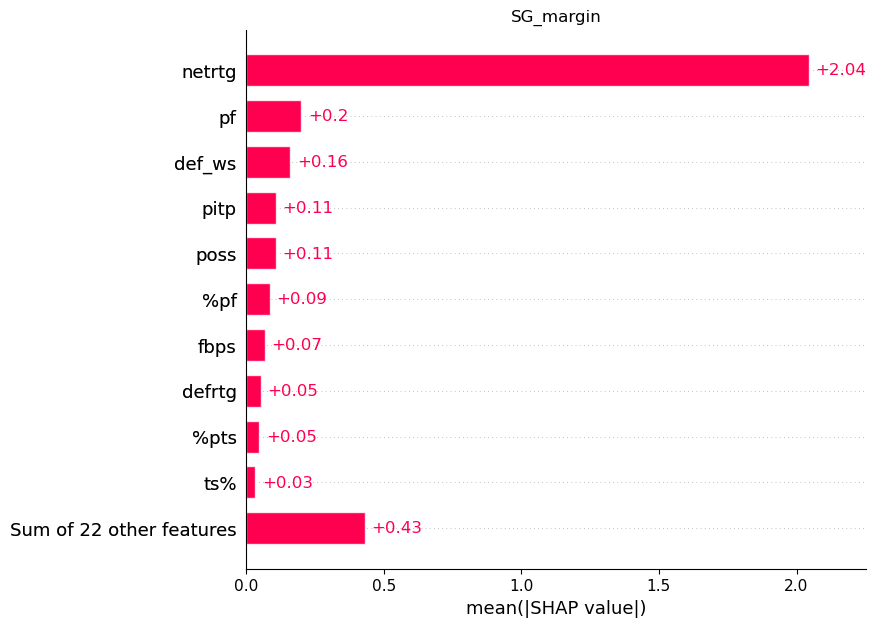 SG_margin
netrtg +2.04
pf +0.2
def_ws +0.16
pitp +0.11
poss +0.11
%pf +0.09
fbps +0.07
defrtg +0.05
%pts +0.05
ts% +0.03
Sum of 22 other features +0.43
0.0 0.5 1.0 1.5 2.0
mean(|SHAP value|)